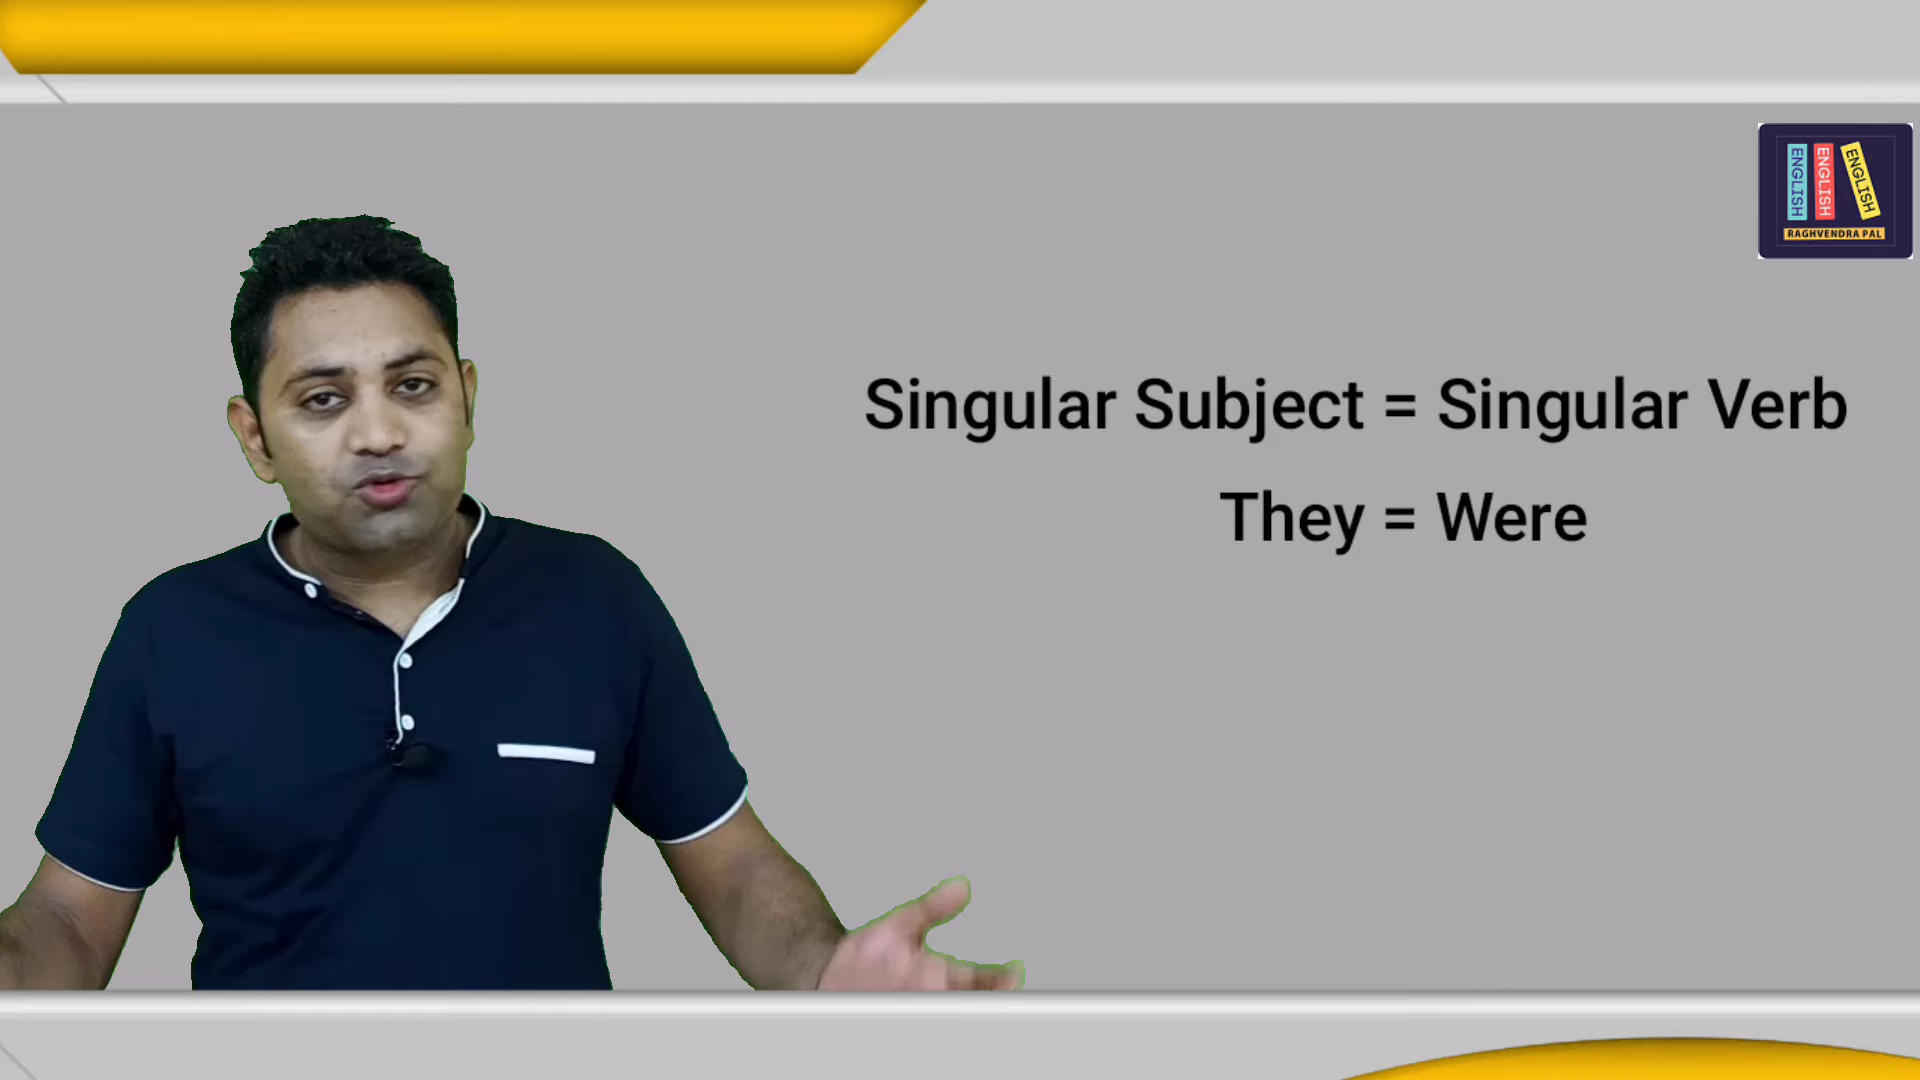 ENGLISH
ENGLISH
ENGLISH
RAGHVENDRA PAL
Singular Subject = Singular Verb
They = Were